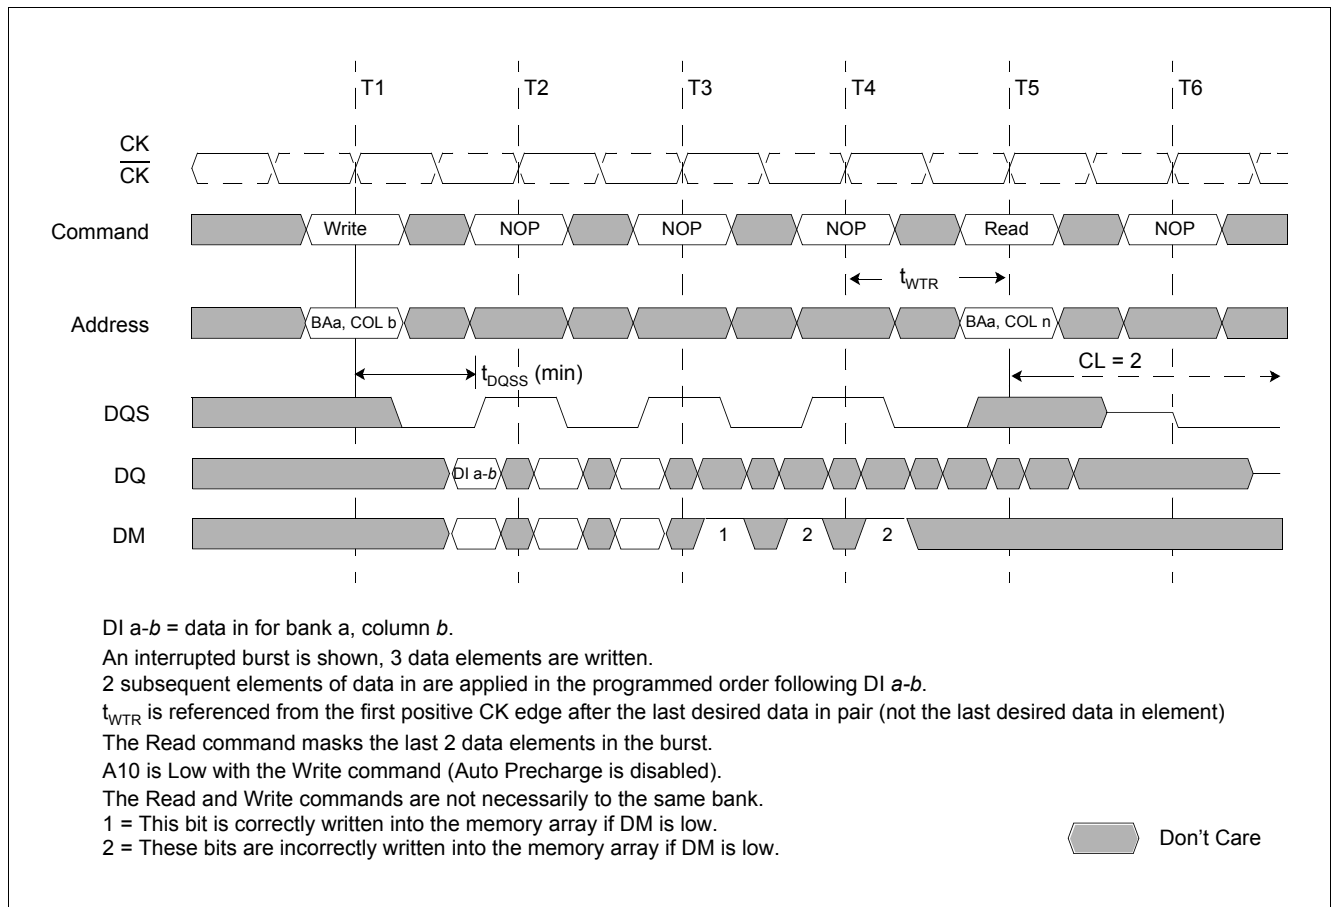 T1 T2 T3 T4 T5 T6
CK
CK
Command Write NOP NOP NOP Read NOP
tWTR
Address BAa, COL b BAa, COL n
tDQSS (min) CL = 2
DQS
DQ DI a-b
DM 1 2 2
DI a-b = data in for bank a, column b.
An interrupted burst is shown, 3 data elements are written.
2 subsequent elements of data in are applied in the programmed order following DI a-b.
tWTR is referenced from the first positive CK edge after the last desired data in pair (not the last desired data in element)
The Read command masks the last 2 data elements in the burst.
A10 is Low with the Write command (Auto Precharge is disabled).
The Read and Write commands are not necessarily to the same bank.
1 = This bit is correctly written into the memory array if DM is low.
2 = These bits are incorrectly written into the memory array if DM is low.
Don't Care